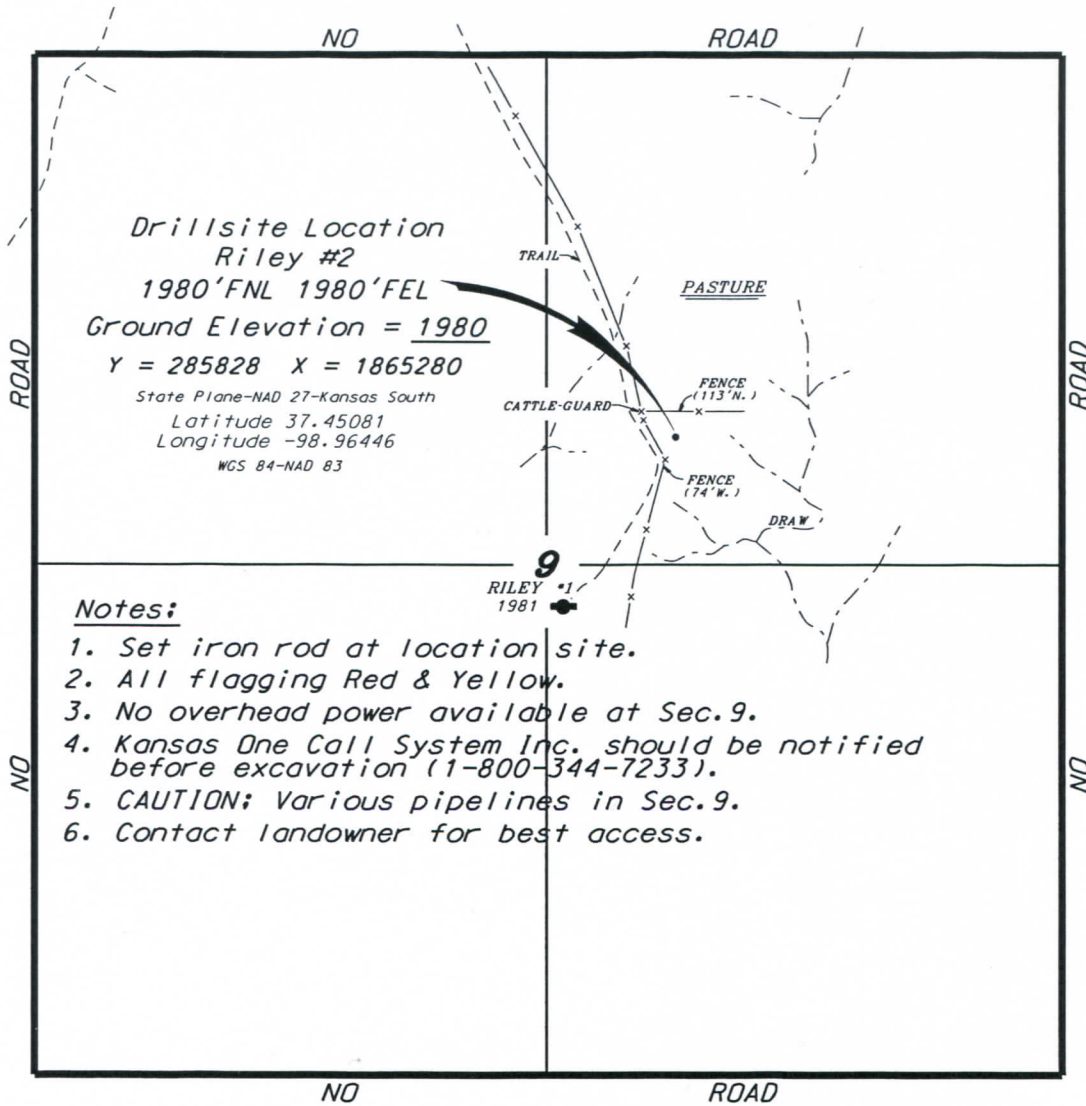 NO ROAD
Drillsite Location
Riley #2
1980'FNL 1980'FEL
Ground Elevation = 1980
Y = 285828 X = 1865280
State Plane-NAD 27-Kansas South
Latitude 37.45081
Longitude -98.96446
WGS 84-NAD 83
TRAIL
PASTURE
CATTLE-GUARD
FENCE
(113'N.)
FENCE
(74'W.)
DRAW
NO ROAD
NO ROAD
9
RILEY #1
1981
Notes:
1. Set iron rod at location site.
2. All flagging Red & Yellow.
3. No overhead power available at Sec.9.
4. Kansas One Call System Inc. should be notified
before excavation (1-800-344-7233).
5. CAUTION: Various pipelines in Sec.9.
6. Contact landowner for best access.
NO ROAD